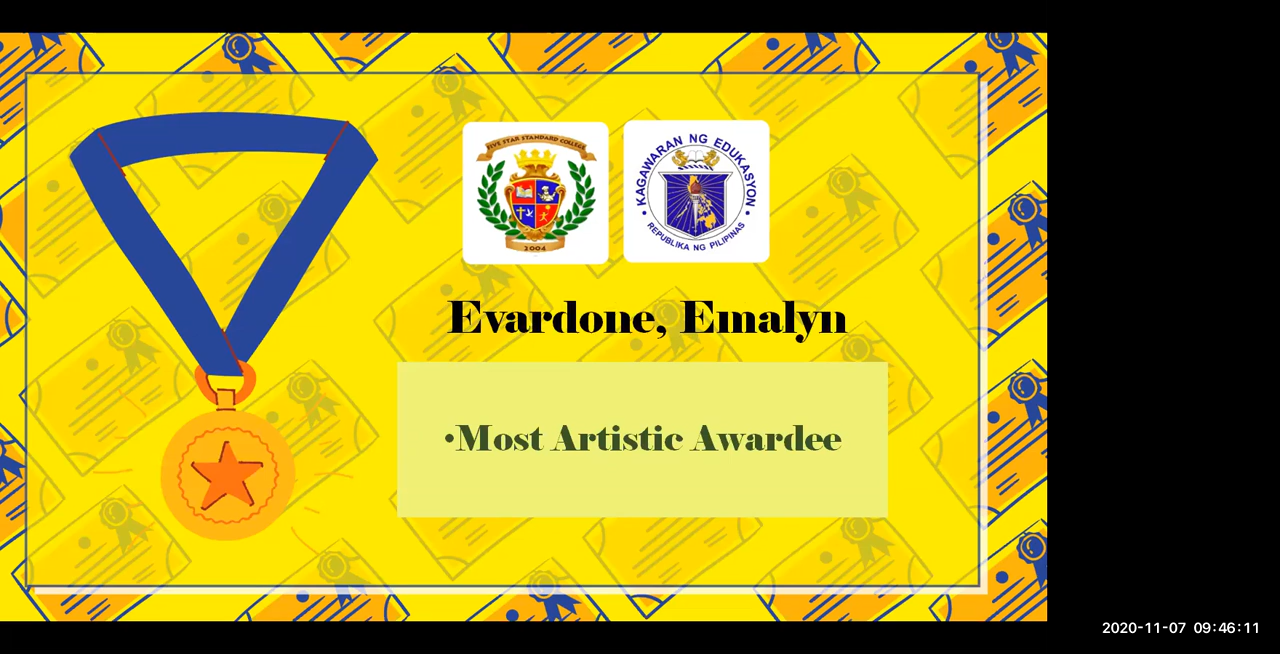 FIVE STAR STANDARD COLLEGE
2004
KAGAWARAN NG EDUKASYON
REPUBLIKA NG PILIPINAS
Evardone, Emalyn
•Most Artistic Awardee
2020-11-07 09:46:11